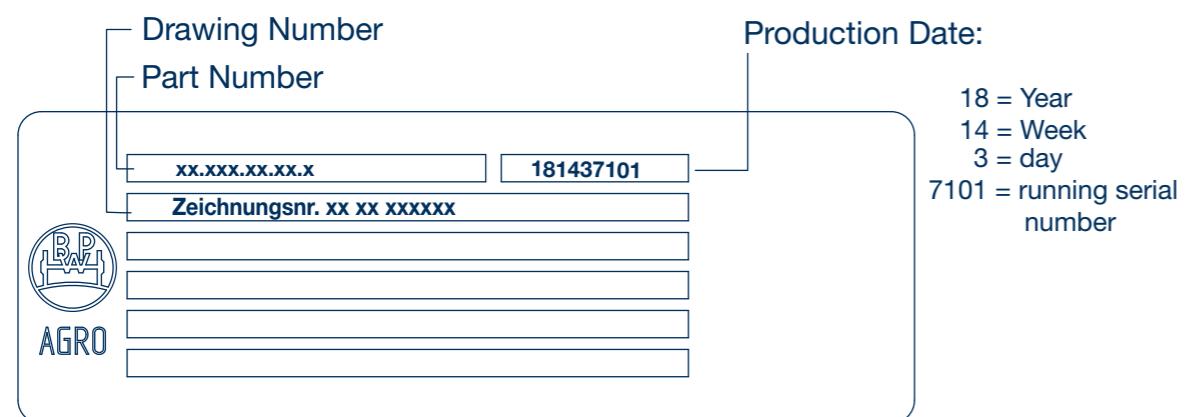 Drawing Number
Part Number
Production Date:
18 = Year
14 = Week
3 = day
7101 = running serial
number
xx.xxx.xx.xx.x
181437101
Zeichnungsnr. xx xx xxxxxx
BPW
AGRO